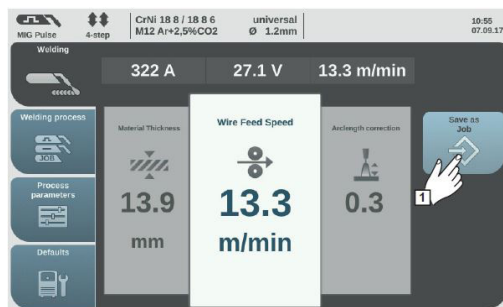 MIG Pulse
4-step
CrNi 18 8 / 18 8 6 universal
M12 Ar+2,5%CO2 Ø 1.2mm
10:55
07.09.17
Welding
322 A
27.1 V
13.3 m/min
Welding process
JOB
Process
parameters
Defaults
Material Thickness
13.9
mm
Wire Feed Speed
13.3
m/min
Arclength correction
0.3
Save as
Job
1